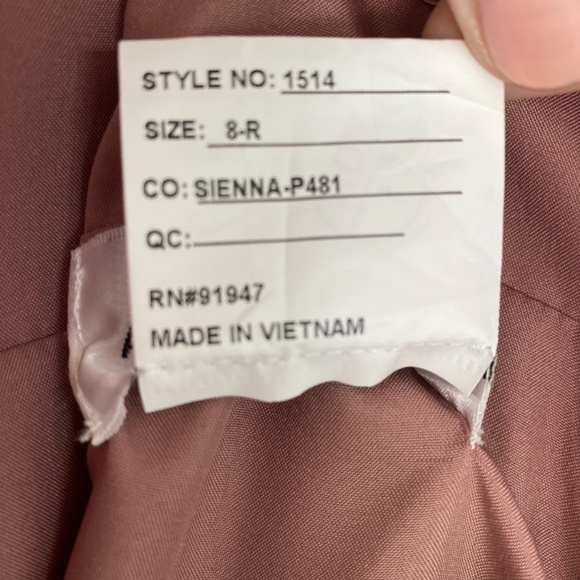 STYLE NO: 1514
SIZE: 8-R
CO: SIENNA-P481
QC:
RN#91947
MADE IN VIETNAM